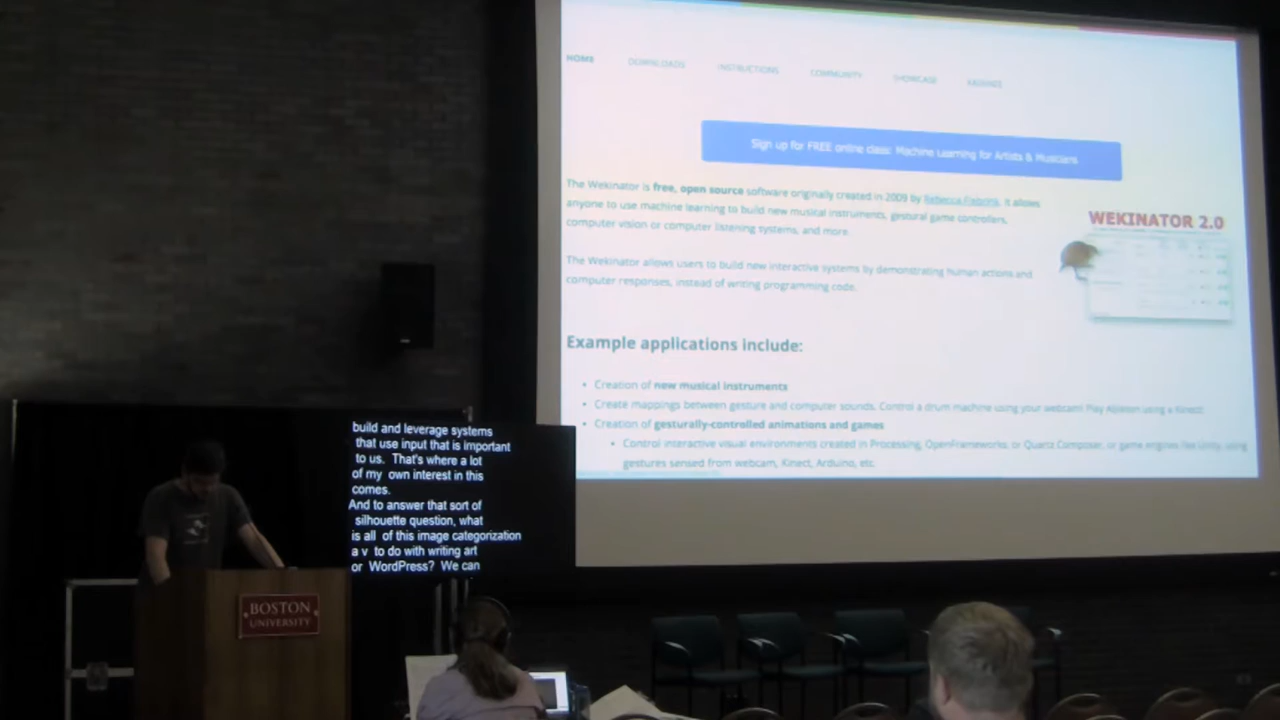 HOME DOWNLOADS INSTRUCTIONS COMMUNITY SHOWCASE KADENZE
Sign up for FREE online class: Machine Learning for Artists & Musicians
The Wekinator is free, open source software originally created in 2009 by Rebecca Fiebrink. It allows
anyone to use machine learning to build new musical instruments, gestural game controllers,
computer vision or computer listening systems, and more.
The Wekinator allows users to build new interactive systems by demonstrating human actions and
computer responses, instead of writing programming code.
WEKINATOR 2.0
Example applications include:
• Creation of new musical instruments
• Create mappings between gesture and computer sounds. Control a drum machine using your webcam! Play Ableton using a Kinect!
• Creation of gesturally-controlled animations and games
• Control interactive visual environments created in Processing, OpenFrameworks, or Quartz Composer, or game engines like Unity, using
gestures sensed from webcam, Kinect, Arduino, etc.
build and leverage systems
that use input that is important
to us. That's where a lot
of my own interest in this
comes.
And to answer that sort of
silhouette question, what
is all of this image categorization
a v to do with writing art
or WordPress? We can
BOSTON
UNIVERSITY